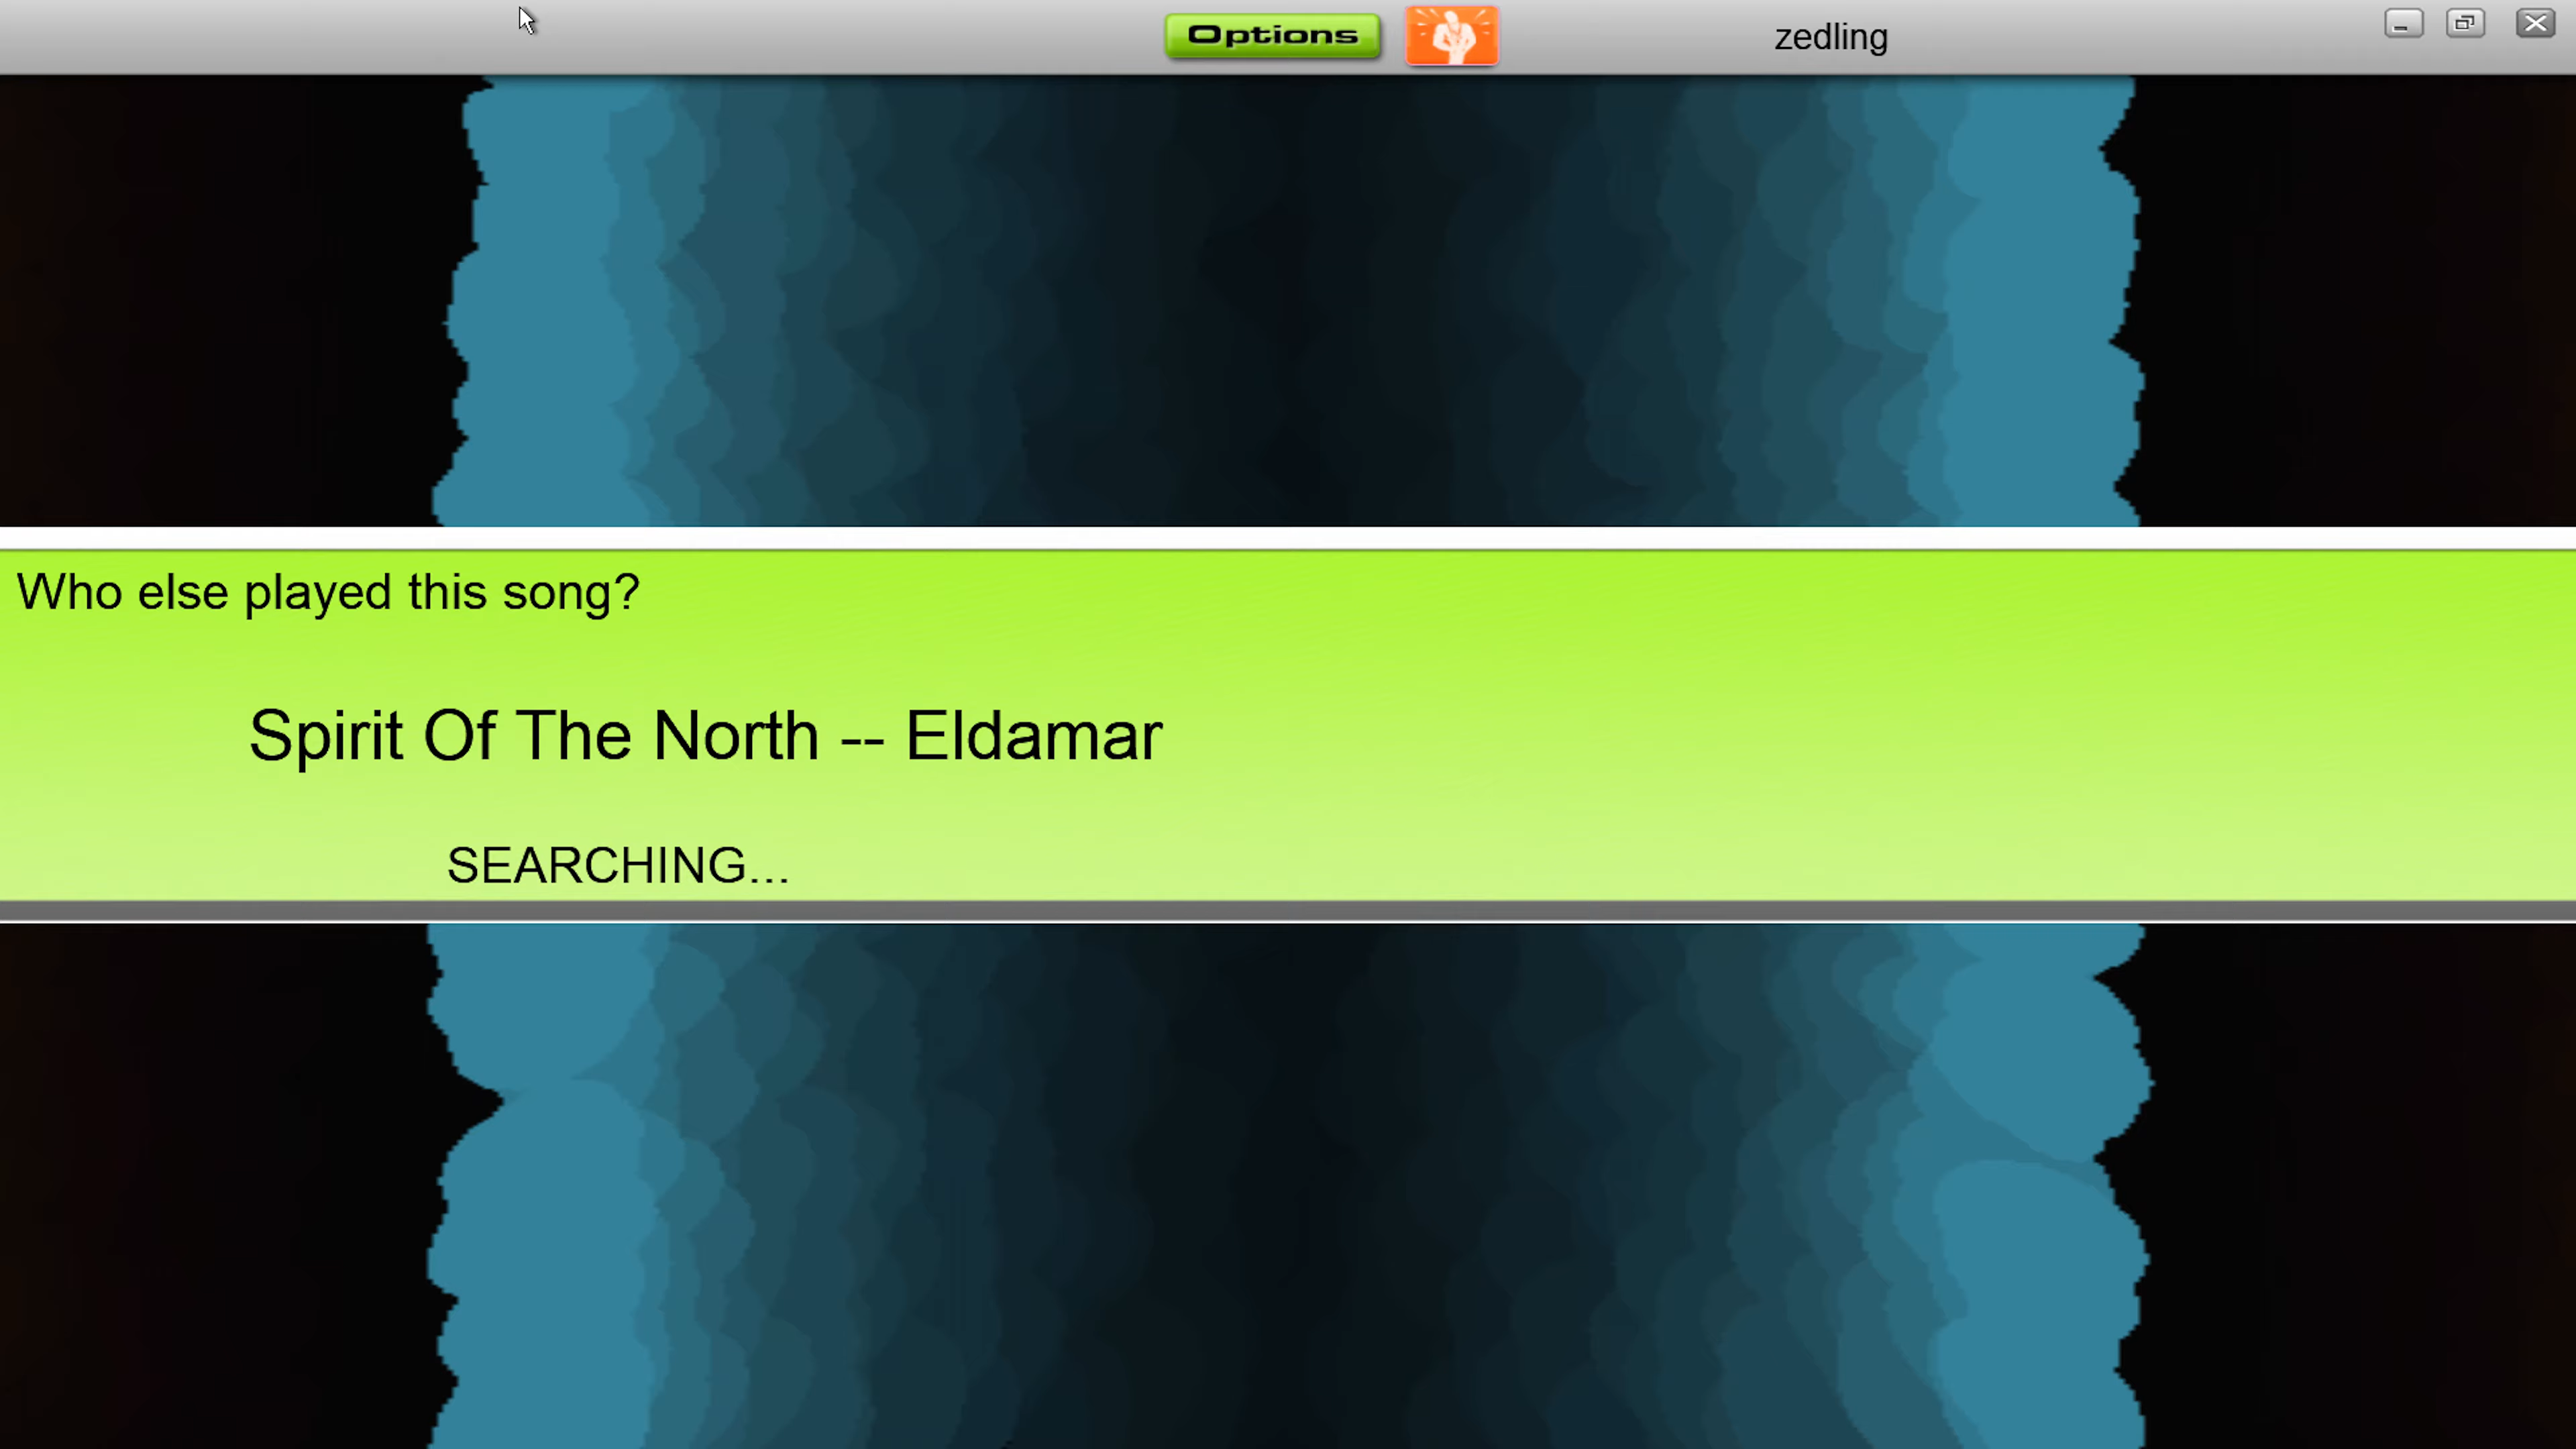 Options
zedling
Who else played this song?
Spirit Of The North -- Eldamar
SEARCHING...